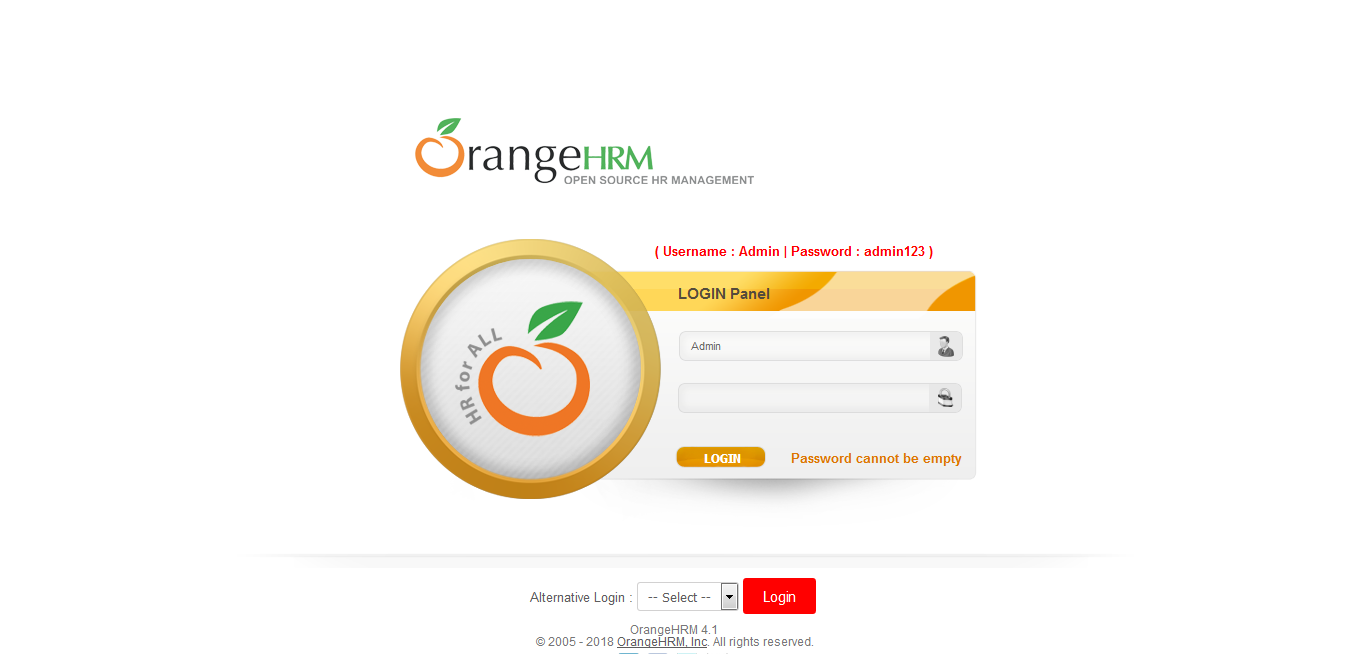 OrangeHRM
OPEN SOURCE HR MANAGEMENT
( Username : Admin | Password : admin123 )
LOGIN Panel
HR for ALL
Admin
LOGIN Password cannot be empty
Alternative Login : -- Select -- Login
OrangeHRM 4.1
© 2005 - 2018 OrangeHRM, Inc. All rights reserved.